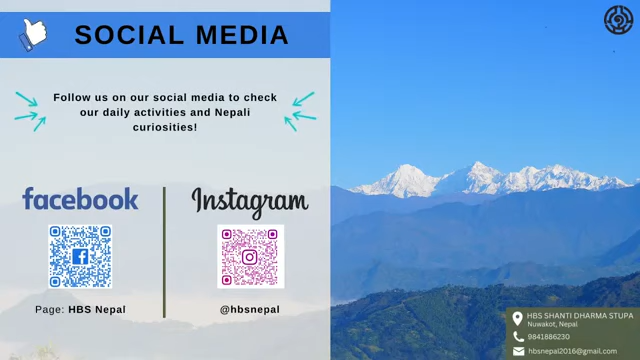 SOCIAL MEDIA
Follow us on our social media to check
our daily activities and Nepali
curiosities!
facebook
Page: HBS Nepal
Instagram
@hbsnepal
HBS SHANTI DHARMA STUPA
Nuwakot, Nepal
9841886230
hbsnepal2016@gmail.com